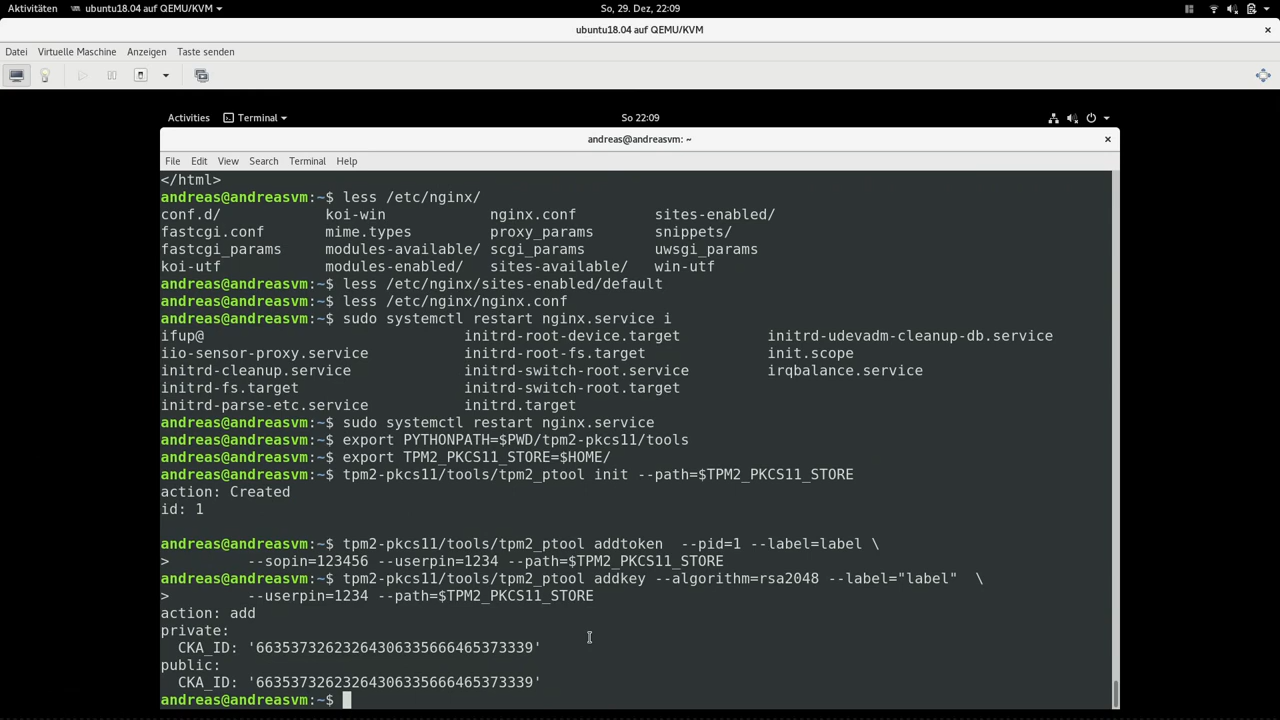 Aktivitäten ubuntu18.04 auf QEMU/KVM So, 29. Dez, 22:09
ubuntu18.04 auf QEMU/KVM ×
Datei Virtuelle Maschine Anzeigen Taste senden
Activities Terminal So 22:09
andreas@andreasvm: ~ ×
File Edit View Search Terminal Help
</html>
andreas@andreasvm:~$ less /etc/nginx/
conf.d/ koi-win nginx.conf sites-enabled/
fastcgi.conf mime.types proxy_params snippets/
fastcgi_params modules-available/ scgi_params uwsgi_params
koi-utf modules-enabled/ sites-available/ win-utf
andreas@andreasvm:~$ less /etc/nginx/sites-enabled/default
andreas@andreasvm:~$ less /etc/nginx/nginx.conf
andreas@andreasvm:~$ sudo systemctl restart nginx.service i
ifup@ initrd-root-device.target initrd-udevadm-cleanup-db.service
iio-sensor-proxy.service initrd-root-fs.target init.scope
initrd-cleanup.service initrd-switch-root.service irqbalance.service
initrd-fs.target initrd-switch-root.target
initrd-parse-etc.service initrd.target
andreas@andreasvm:~$ sudo systemctl restart nginx.service
andreas@andreasvm:~$ export PYTHONPATH=$PWD/tpm2-pkcs11/tools
andreas@andreasvm:~$ export TPM2_PKCS11_STORE=$HOME/
andreas@andreasvm:~$ tpm2-pkcs11/tools/tpm2_ptool init --path=$TPM2_PKCS11_STORE
action: Created
id: 1
andreas@andreasvm:~$ tpm2-pkcs11/tools/tpm2_ptool addtoken  --pid=1 --label=label \
> --sopin=123456 --userpin=1234 --path=$TPM2_PKCS11_STORE
andreas@andreasvm:~$ tpm2-pkcs11/tools/tpm2_ptool addkey --algorithm=rsa2048 --label="label"  \
> --userpin=1234 --path=$TPM2_PKCS11_STORE
action: add
private:
  CKA_ID: '66353732623264306335666465373339'
public:
  CKA_ID: '66353732623264306335666465373339'
andreas@andreasvm:~$